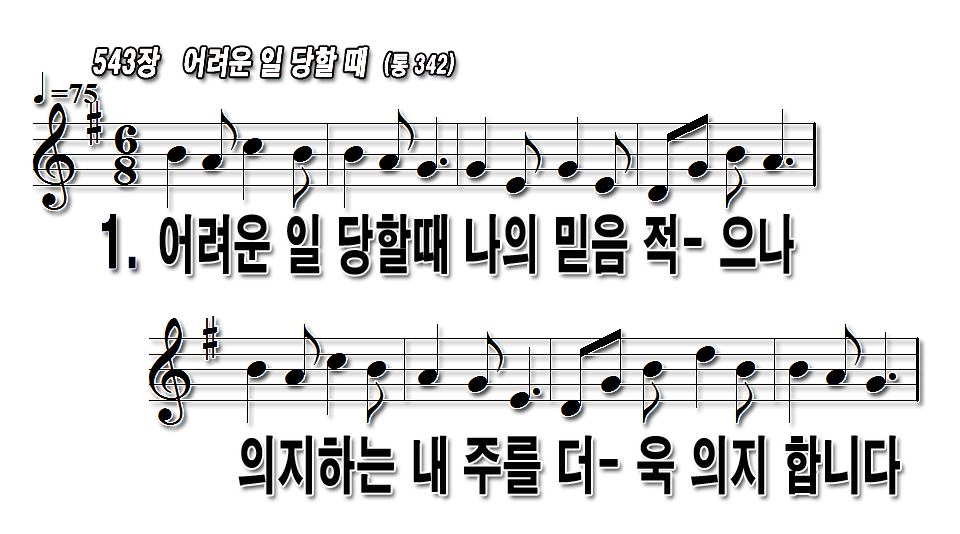 543장 어려운 일 당할 때 (통 342)
♩=75
6
8
1. 어려운 일 당할때 나의 믿음 적- 으나
의지하는 내 주를 더- 욱 의지 합니다